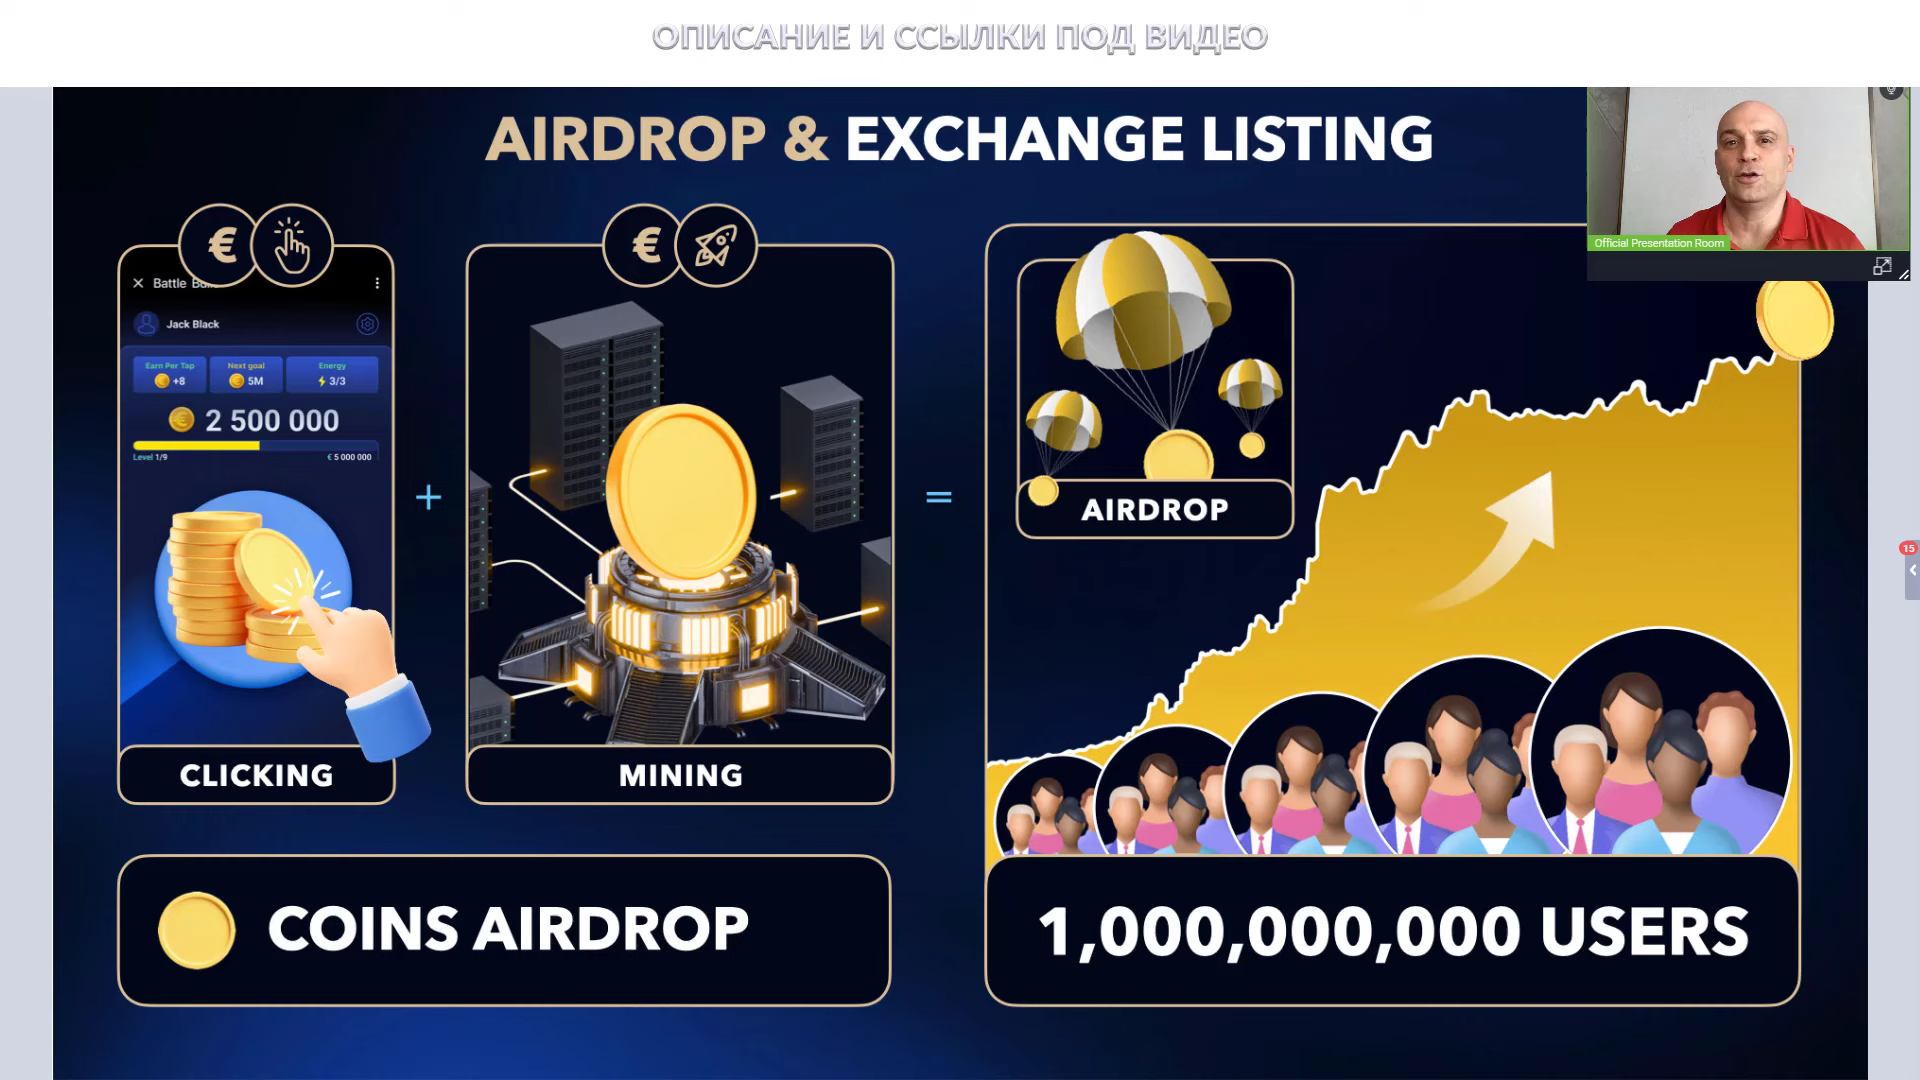 ОПИСАНИЕ И ССЫЛКИ ПОД ВИДЕО
AIRDROP & EXCHANGE LISTING
Official Presentation Room
€
€
Battle
Jack Black
Earn Per Tap
+8
Next goal
5M
Energy
3/3
€ 2 500 000
Level 1/9
€ 5 000 000
+
=
AIRDROP
15
CLICKING
MINING
COINS AIRDROP
1,000,000,000 USERS